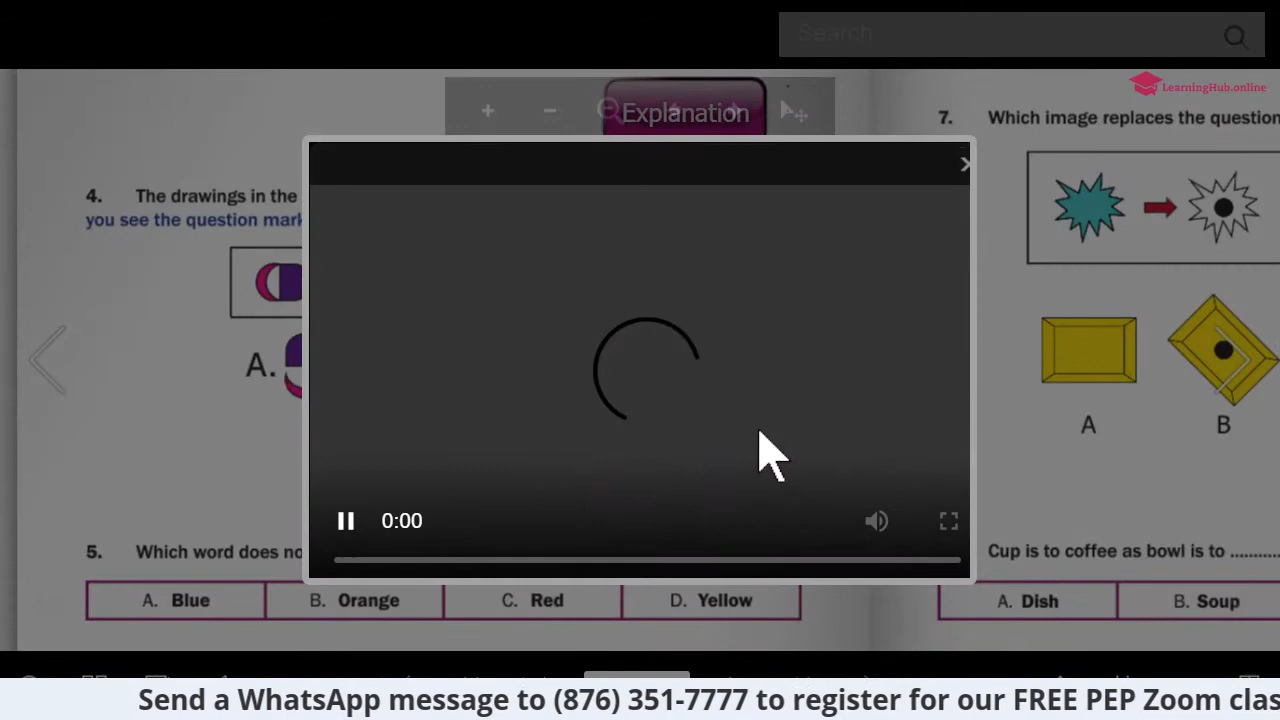 Search
LearningHub.online
Explanation
4. The drawings in the
you see the question mark
A.
5. Which word does no
A. Blue
B. Orange
C. Red
D. Yellow
7. Which image replaces the question
A
B
Cup is to coffee as bowl is to ..........
A. Dish
B. Soup
0:00
Send a WhatsApp message to (876) 351-7777 to register for our FREE PEP Zoom clas